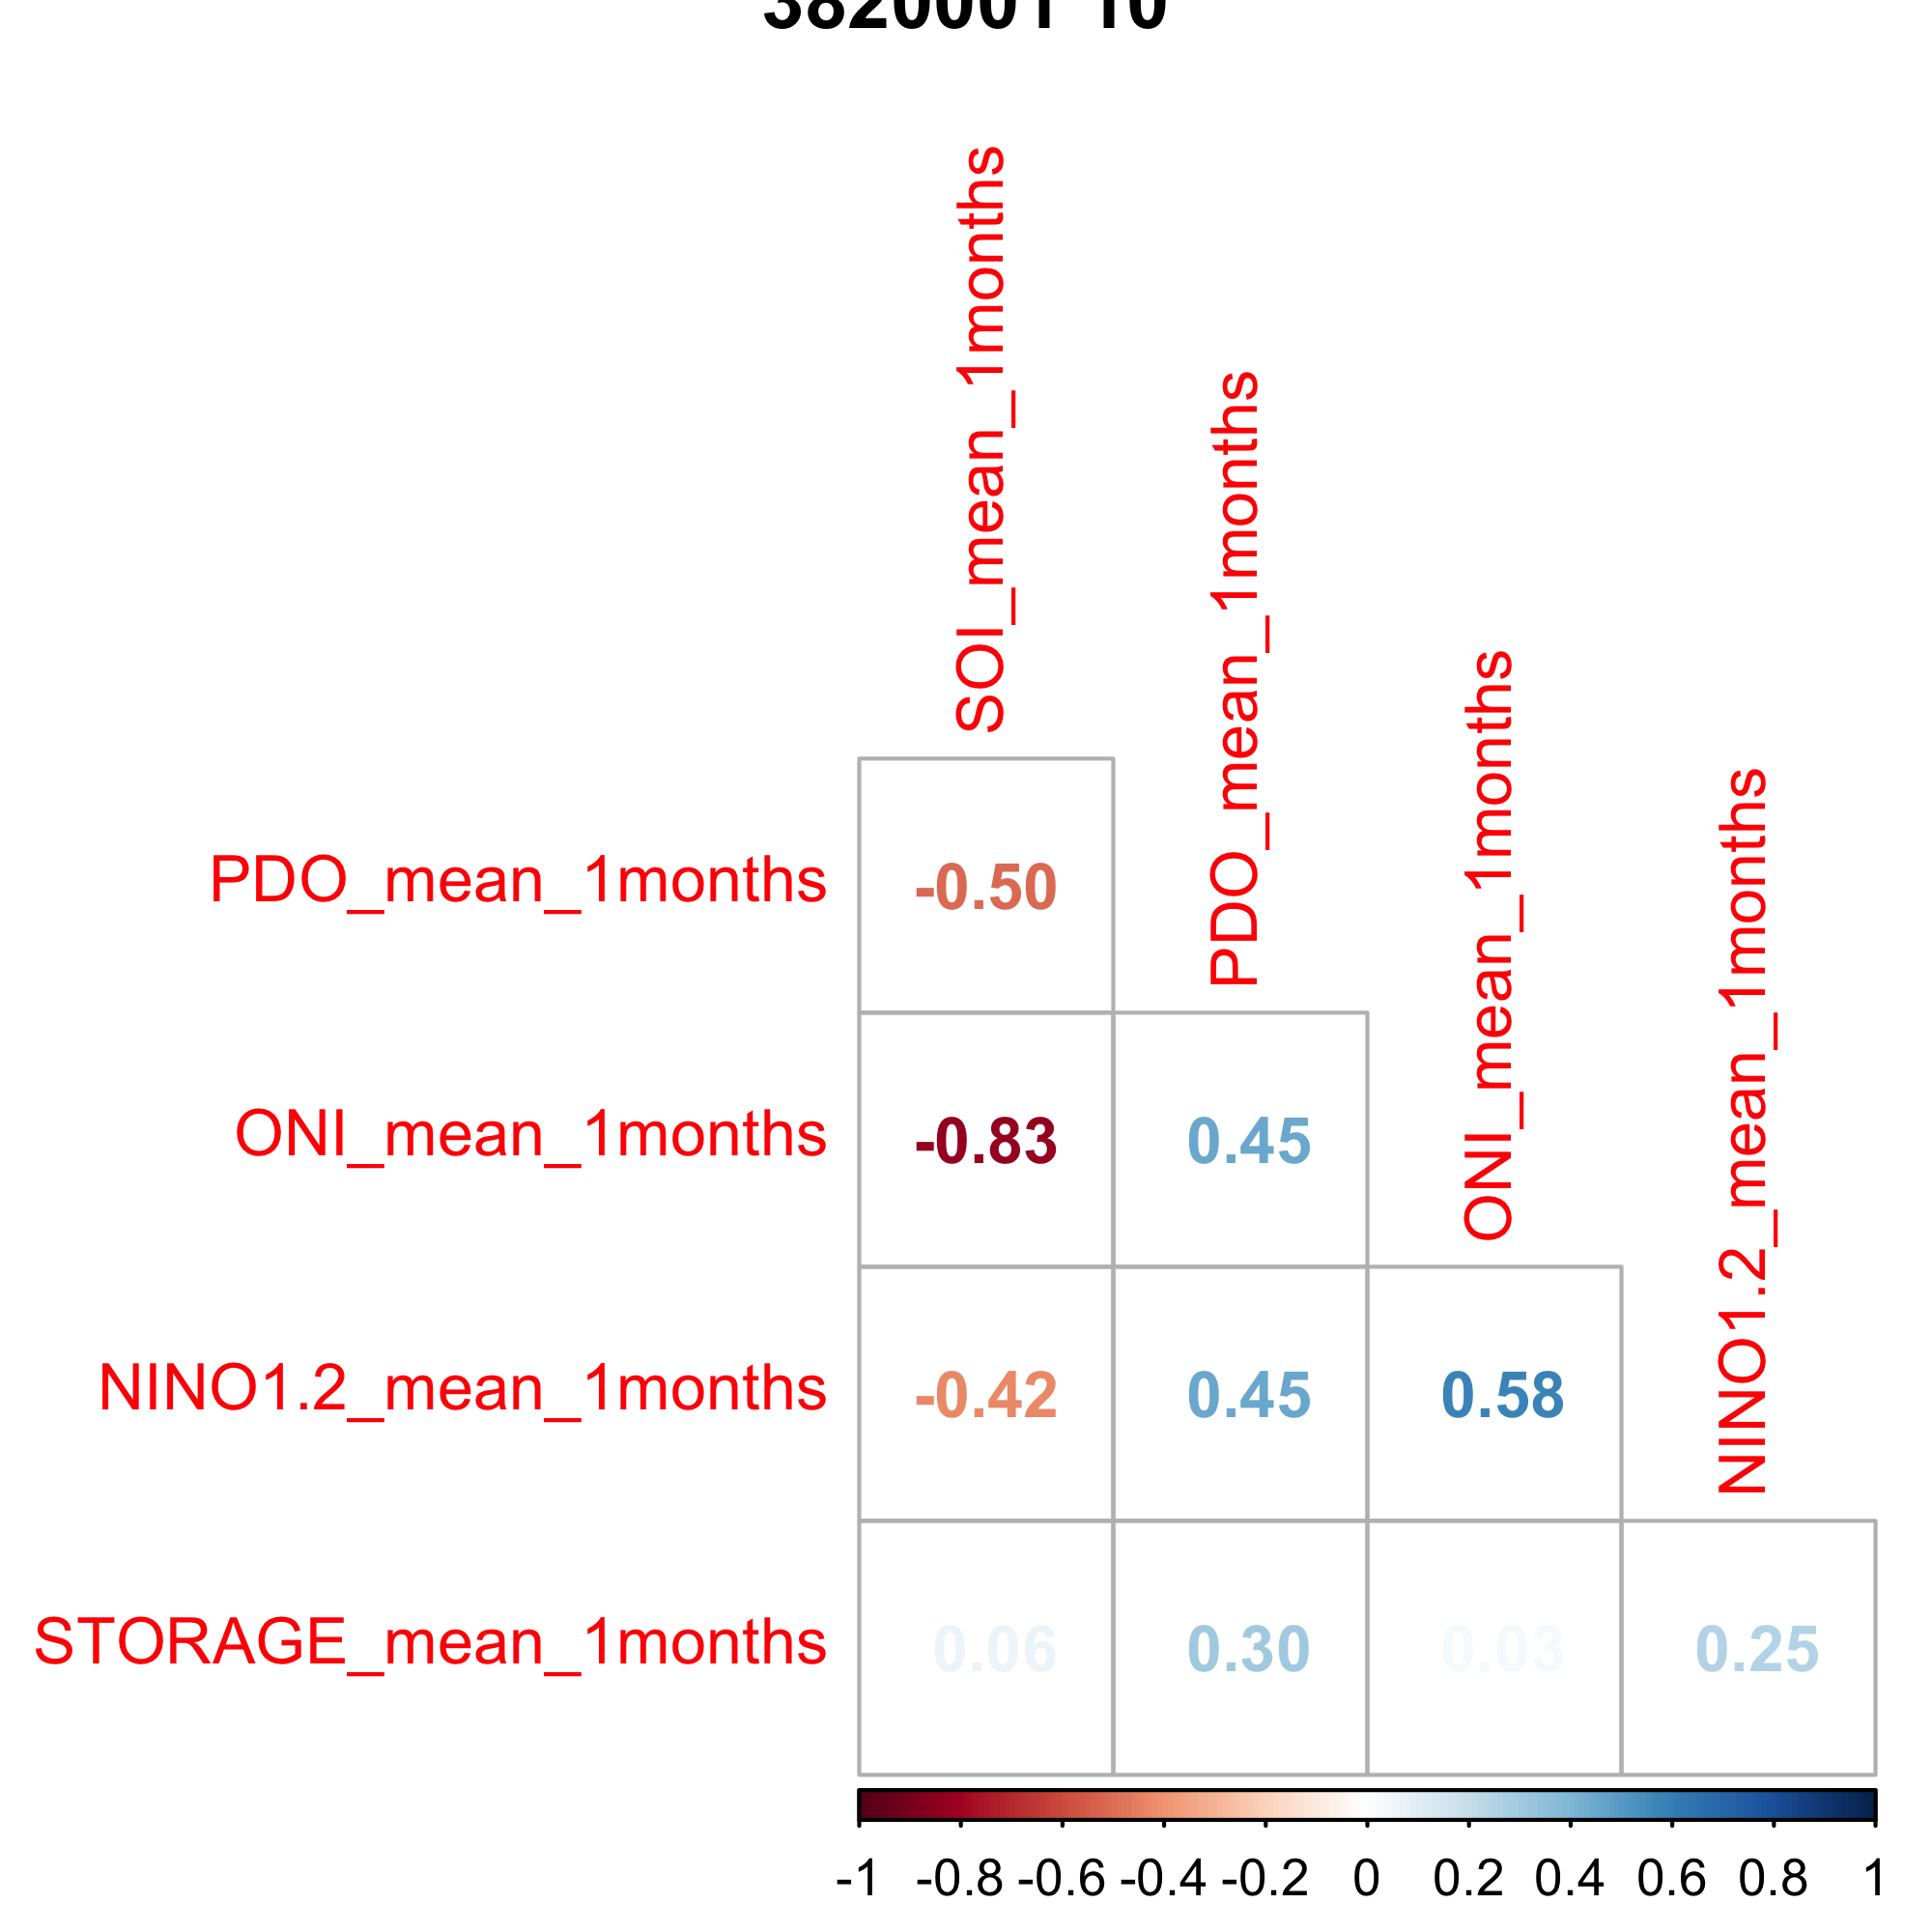 3820001 10
SOI_mean_1months
PDO_mean_1months
ONI_mean_1months
NINO1.2_mean_1months
PDO_mean_1months -0.50
ONI_mean_1months -0.83 0.45
NINO1.2_mean_1months -0.42 0.45 0.58
STORAGE_mean_1months 0.06 0.30 0.03 0.25
-1 -0.8 -0.6 -0.4 -0.2 0 0.2 0.4 0.6 0.8 1